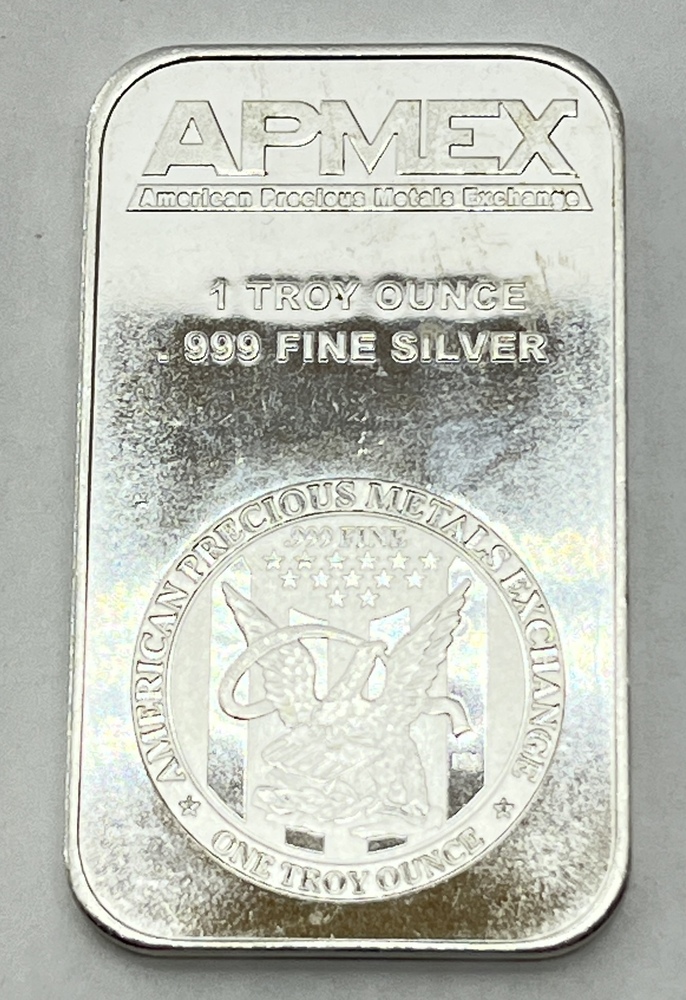 APMEX
American Precious Metals Exchange
1 TROY OUNCE
. 999 FINE SILVER
AMERICAN PRECIOUS METALS EXCHANGE
.999 FINE
ONE TROY OUNCE